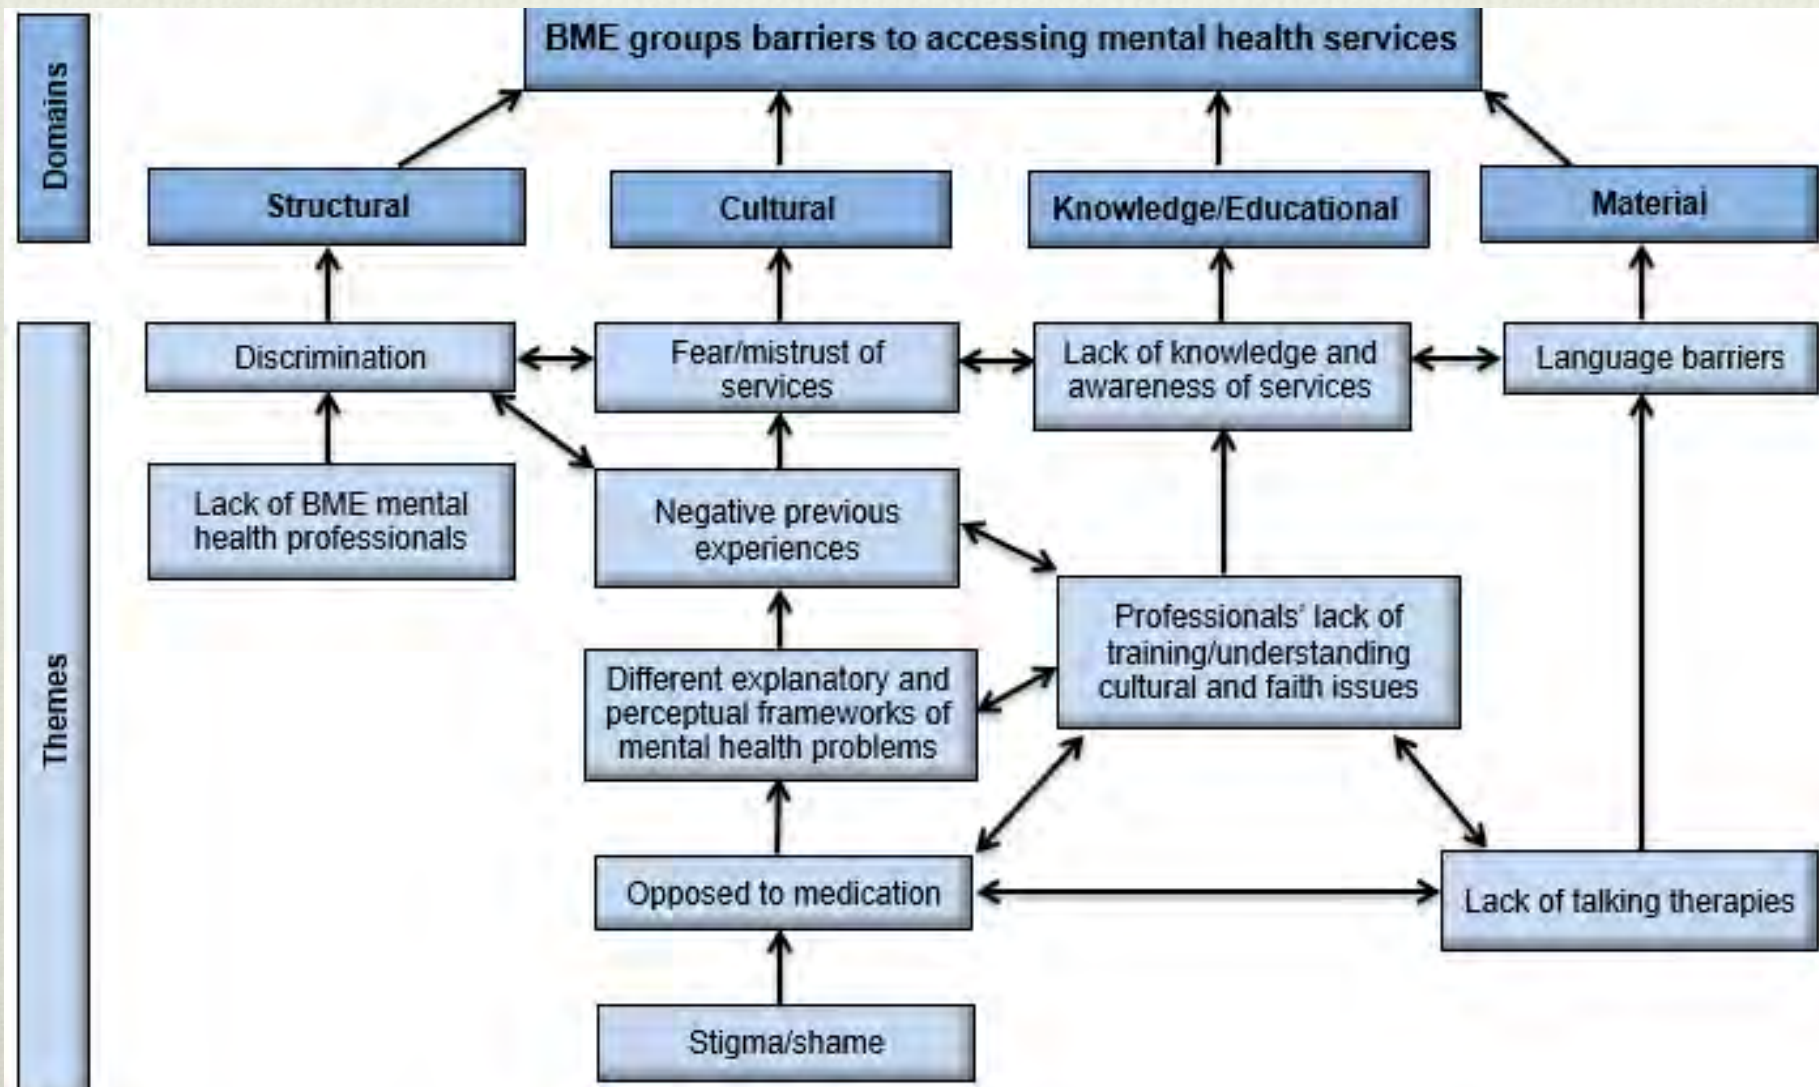 BME groups barriers to accessing mental health services
Domains
Structural
Cultural
Knowledge/Educational
Material
Themes
Discrimination
Fear/mistrust of
services
Lack of knowledge and
awareness of services
Language barriers
Lack of BME mental
health professionals
Negative previous
experiences
Professionals' lack of
training/understanding
cultural and faith issues
Different explanatory and
perceptual frameworks of
mental health problems
Opposed to medication
Lack of talking therapies
Stigma/shame